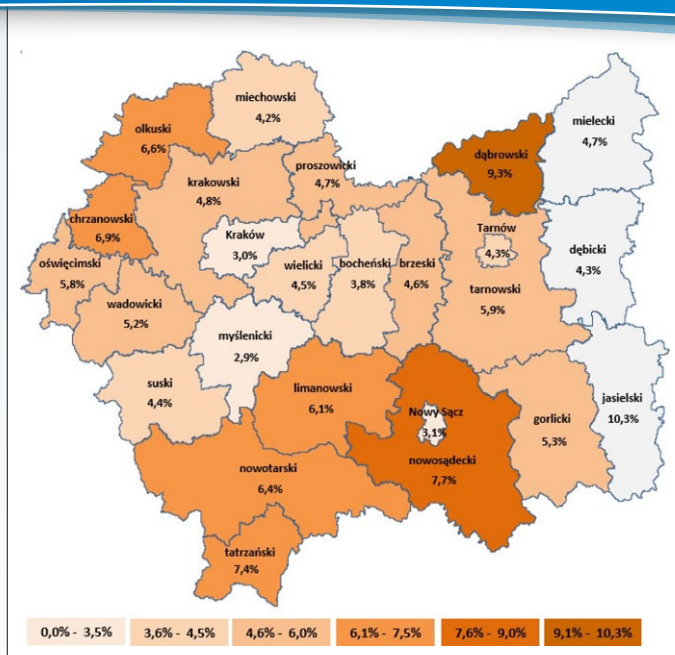 miechowski
4,2%
mielecki
4,7%
olkuski
6,6%
dąbrowski
9,3%
proszowicki
4,7%
krakowski
4,8%
chrzanowski
6,9%
Kraków
3,0%
Tarnów
4,3%
dębicki
4,3%
oświęcimski
5,8%
wielicki
4,5%
bocheński
3,8%
brzeski
4,6%
tarnowski
5,9%
wadowicki
5,2%
myślenicki
2,9%
suski
4,4%
limanowski
6,1%
jasielski
10,3%
Nowy Sącz
3,1%
gorlicki
5,3%
nowosądecki
7,7%
nowotarski
6,4%
tatrzański
7,4%
0,0% - 3,5%
3,6% - 4,5%
4,6% - 6,0%
6,1% - 7,5%
7,6% - 9,0%
9,1% - 10,3%